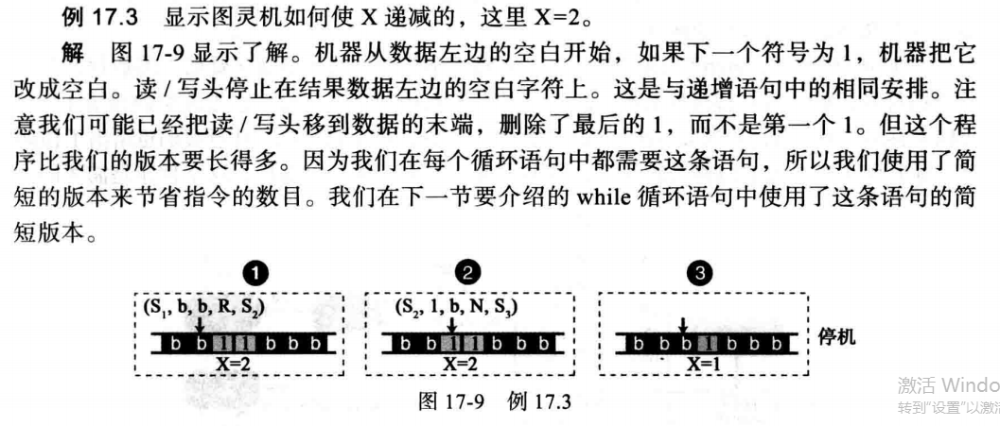 例 17.3 显示图灵机如何使 X 递减的，这里 X=2。
解 图 17-9 显示了解。机器从数据左边的空白开始，如果下一个符号为 1，机器把它
改成空白。读 / 写头停止在结果数据左边的空白字符上。这是与递增语句中的相同安排。注
意我们可能已经把读 / 写头移到数据的末端，删除了最后的 1，而不是第一个 1。但这个程
序比我们的版本要长得多。因为我们在每个循环语句中都需要这条语句，所以我们使用了简
短的版本来节省指令的数目。我们在下一节要介绍的 while 循环语句中使用了这条语句的简
短版本。
1 2 3
(S1, b, b, R, S2) (S2, 1, b, N, S3)
b b 1 1 b b b b b 1 1 b b b b b b 1 b b b 停机
X=2 X=2 X=1
图 17-9 例 17.3
激活 Windo
转到"设置"以激活